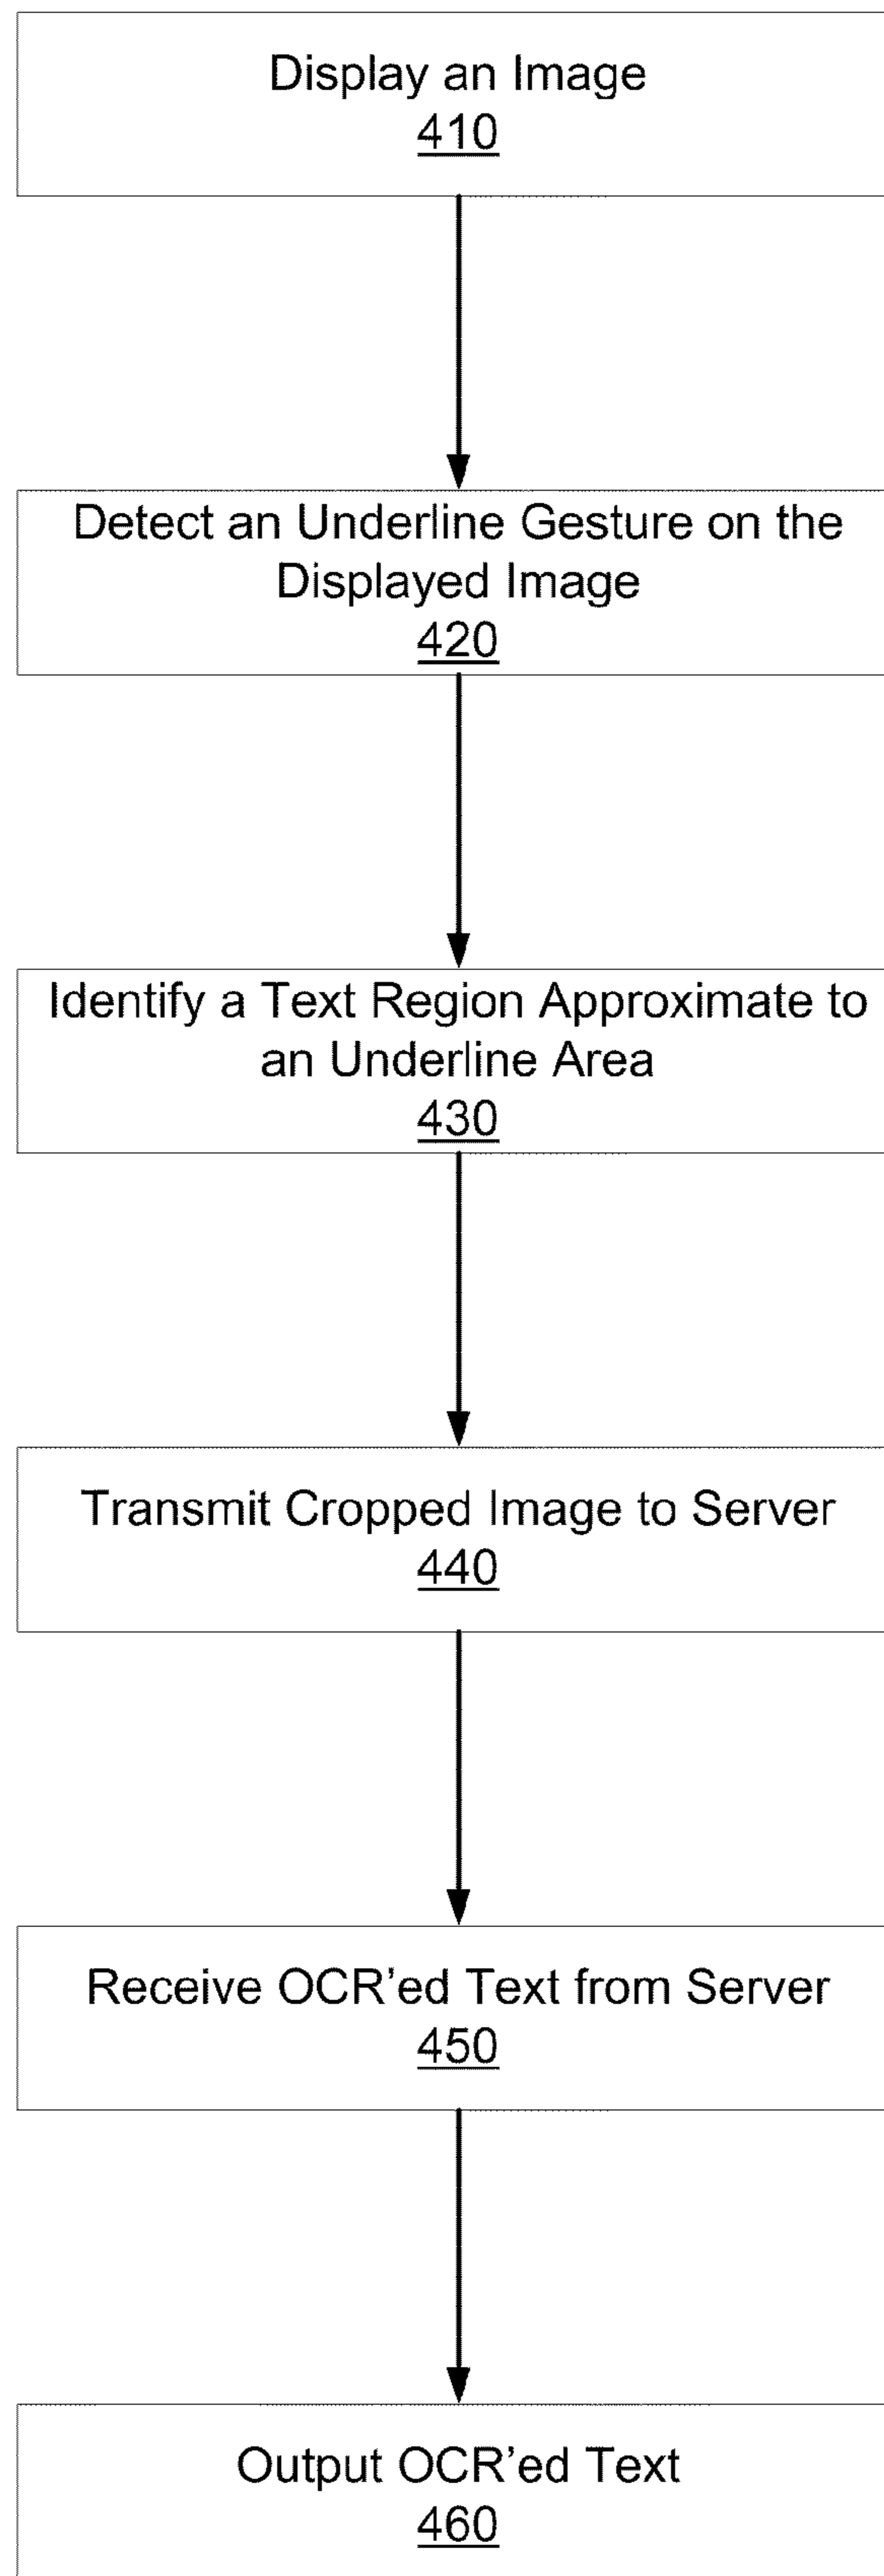 Display an Image
410
Detect an Underline Gesture on the
Displayed Image
420
Identify a Text Region Approximate to
an Underline Area
430
Transmit Cropped Image to Server
440
Receive OCR’ed Text from Server
450
Output OCR’ed Text
460